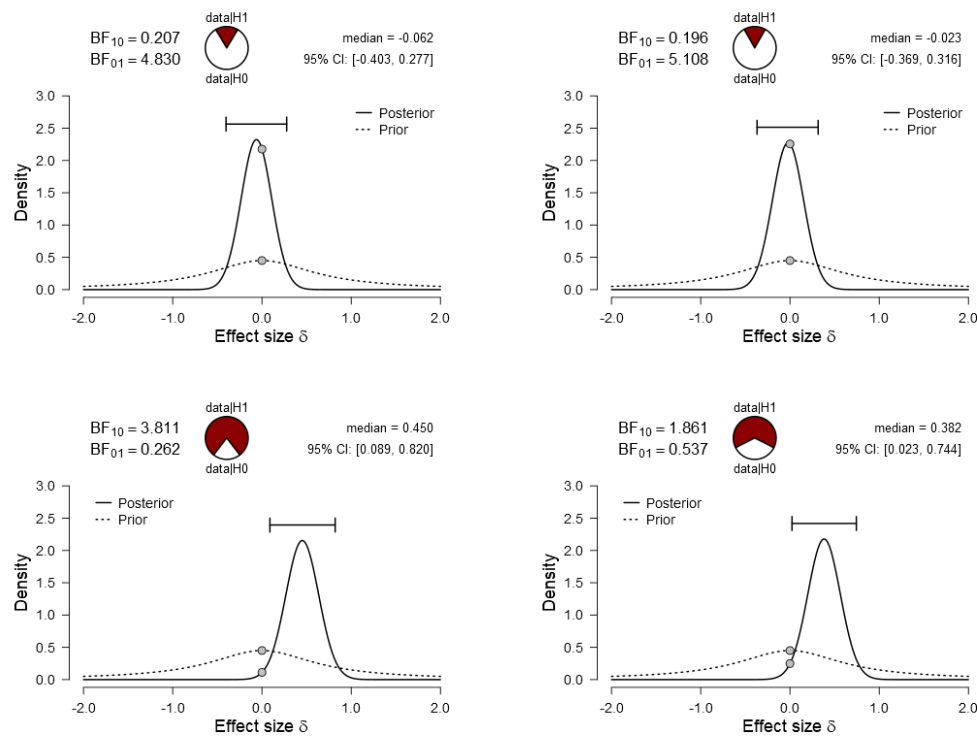 data|H1
BF10 = 0.207
BF01 = 4.830
median = -0.062
95% CI: [-0.403, 0.277]
data|H0
3.0
2.5
2.0
1.5
1.0
0.5
0.0
Density
Posterior
Prior
-2.0 -1.0 0.0 1.0 2.0
Effect size δ
data|H1
BF10 = 0.196
BF01 = 5.108
median = -0.023
95% CI: [-0.369, 0.316]
data|H0
3.0
2.5
2.0
1.5
1.0
0.5
0.0
Density
Posterior
Prior
-2.0 -1.0 0.0 1.0 2.0
Effect size δ
data|H1
BF10 = 3.811
BF01 = 0.262
median = 0.450
95% CI: [0.089, 0.820]
data|H0
3.0
2.5
2.0
1.5
1.0
0.5
0.0
Density
Posterior
Prior
-2.0 -1.0 0.0 1.0 2.0
Effect size δ
data|H1
BF10 = 1.861
BF01 = 0.537
median = 0.382
95% CI: [0.023, 0.744]
data|H0
3.0
2.5
2.0
1.5
1.0
0.5
0.0
Density
Posterior
Prior
-2.0 -1.0 0.0 1.0 2.0
Effect size δ